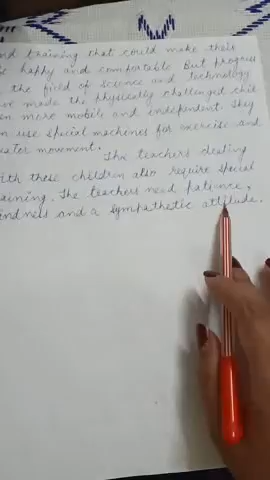 and training that could make their
happy and comfortable. But progress
the field of science and technology
made the physically challenged chil
more mobile and independent. They
use special machines for exercise and
movement.
The teachers dealing
with these children also require special
training. The teachers need patience,
kindness and a sympathetic attitude.